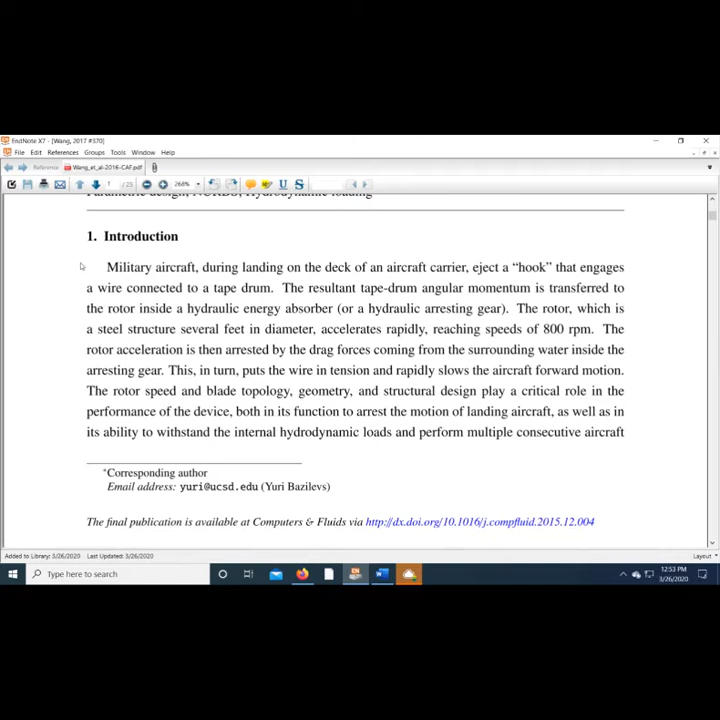 EndNote X7 - [Wang, 2017 #370]
File Edit References Groups Tools Window Help
Reference Wang_et_al-2016-CAF.pdf
1 / 25 268%
Parametric design, NURBS, Hydrodynamic loading
1. Introduction
Military aircraft, during landing on the deck of an aircraft carrier, eject a “hook” that engages
a wire connected to a tape drum. The resultant tape-drum angular momentum is transferred to
the rotor inside a hydraulic energy absorber (or a hydraulic arresting gear). The rotor, which is
a steel structure several feet in diameter, accelerates rapidly, reaching speeds of 800 rpm. The
rotor acceleration is then arrested by the drag forces coming from the surrounding water inside the
arresting gear. This, in turn, puts the wire in tension and rapidly slows the aircraft forward motion.
The rotor speed and blade topology, geometry, and structural design play a critical role in the
performance of the device, both in its function to arrest the motion of landing aircraft, as well as in
its ability to withstand the internal hydrodynamic loads and perform multiple consecutive aircraft
*Corresponding author
Email address: yuri@ucsd.edu (Yuri Bazilevs)
The final publication is available at Computers & Fluids via http://dx.doi.org/10.1016/j.compfluid.2015.12.004
Added to Library: 3/26/2020 Last Updated: 3/26/2020 Layout
Type here to search
12:53 PM
3/26/2020